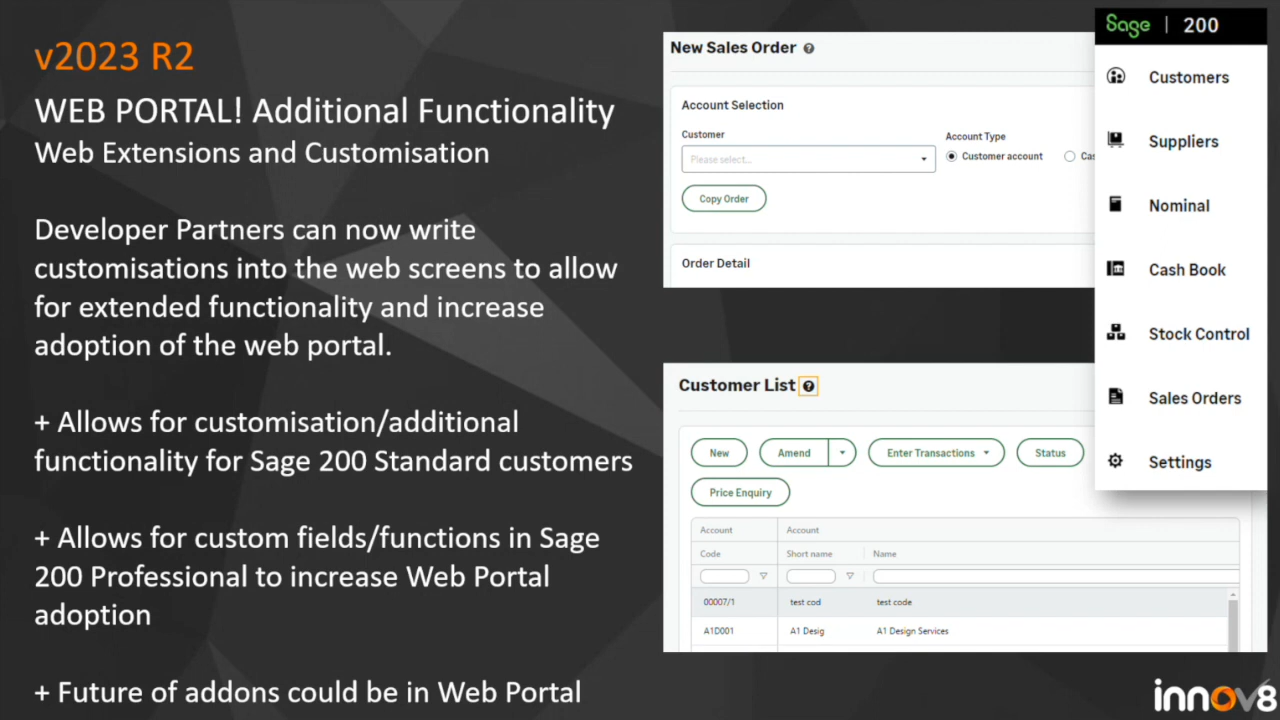 v2023 R2
WEB PORTAL! Additional Functionality
Web Extensions and Customisation
Developer Partners can now write
customisations into the web screens to allow
for extended functionality and increase
adoption of the web portal.
+ Allows for customisation/additional
functionality for Sage 200 Standard customers
+ Allows for custom fields/functions in Sage
200 Professional to increase Web Portal
adoption
+ Future of addons could be in Web Portal
New Sales Order ?
Account Selection
Customer
Please select...
Account Type
Customer account Cas
Copy Order
Order Detail
Sage | 200
Customers
Suppliers
Nominal
Cash Book
Stock Control
Sales Orders
Settings
Customer List ?
New Amend Enter Transactions Status
Price Enquiry
Account Account
Code Short name Name
00007/1 test cod test code
A1D001 A1 Desig A1 Design Services
innov8